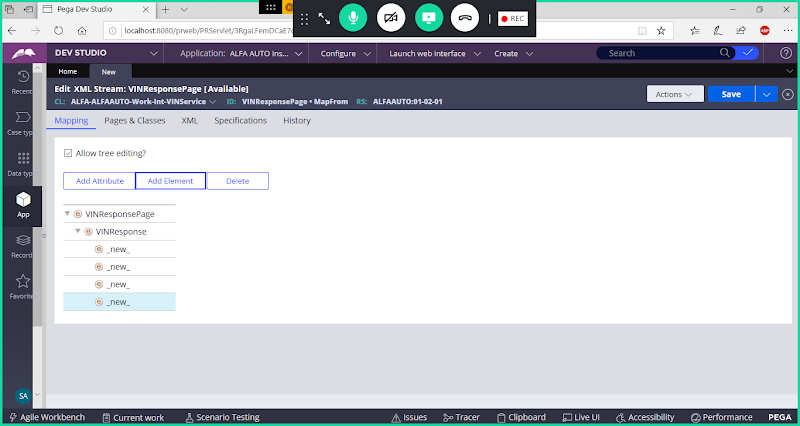 Pega Dev Studio
REC
localhost:8080/prweb/PRServlet/3RgaLFemDCaE7
ABP
DEV STUDIO
Application: ALFA AUTO Ins...
Configure
Launch web interface
Create
Search
Home
New
Recent
Edit XML Stream: VINResponsePage [Available]
CL: ALFA-ALFAAUTO-Work-Int-VINService
ID: VINResponsePage • MapFrom
RS: ALFAAUTO:01-02-01
Actions
Save
Mapping
Pages & Classes
XML
Specifications
History
Case typ
Allow tree editing?
Data typ
Add Attribute
Add Element
Delete
App
VINResponsePage
VINResponse
_new_
_new_
_new_
_new_
Record
Favorite
SA
Agile Workbench
Current work
Scenario Testing
Issues
Tracer
Clipboard
Live UI
Accessibility
Performance
PEGA